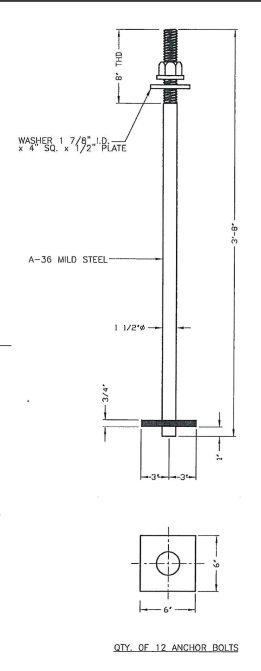 8" THD
WASHER 1 7/8" I.D.
x 4" SQ. x 1/2" PLATE
3'-8"
A-36 MILD STEEL
1 1/2"ø
3/4"
1"
3"
3"
6"
6"
QTY. OF 12 ANCHOR BOLTS